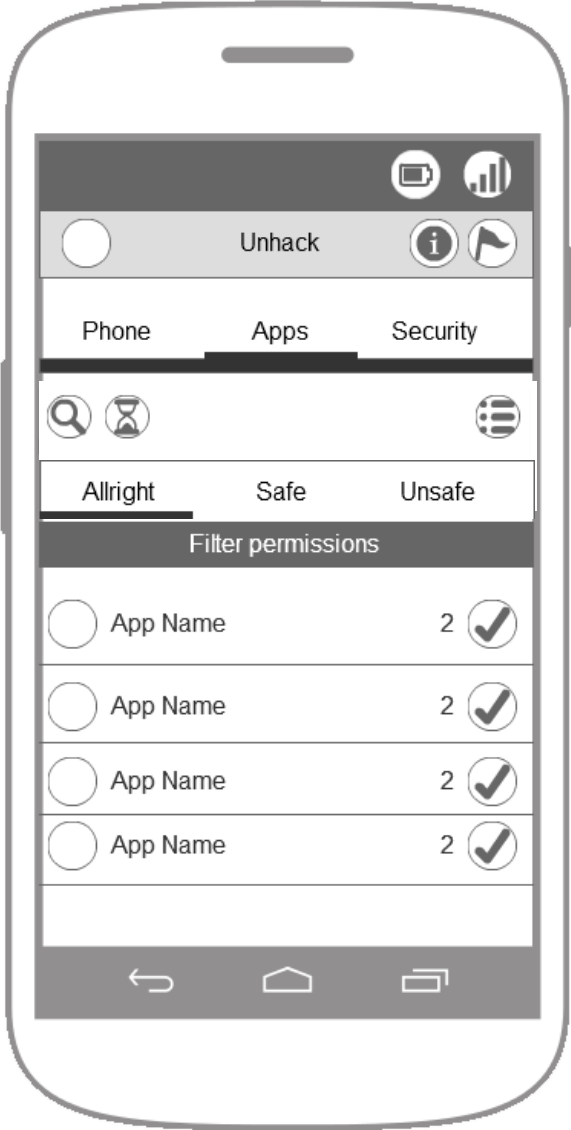 Unhack
Phone Apps Security
Allright Safe Unsafe
Filter permissions
App Name 2
App Name 2
App Name 2
App Name 2